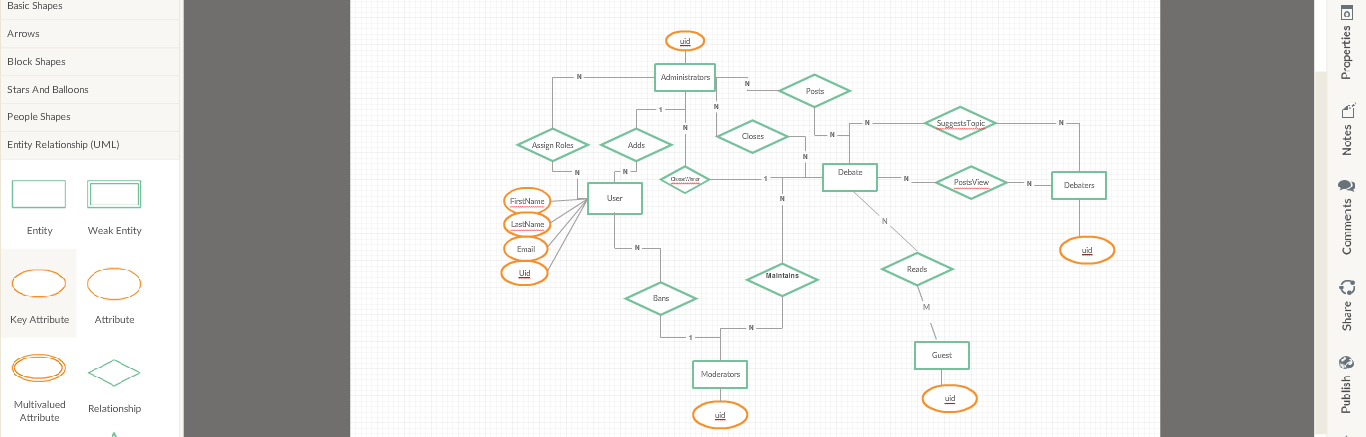 Basic Shapes
Arrows
Block Shapes
Stars And Balloons
People Shapes
Entity Relationship (UML)
Entity
Weak Entity
Key Attribute
Attribute
Multivalued
Attribute
Relationship
uid
Administrators
N
N
N
1
N
Posts
Assign Roles
Adds
Closes
N
N
SuggestsTopic
N
N
N
N
1
Debate
N
PostsView
N
Debaters
User
FirstName
LastName
Email
Uid
N
N
N
uid
Bans
Maintains
Reads
M
1
N
Moderators
uid
Guest
uid
Properties
Notes
Comments
Share
Publish